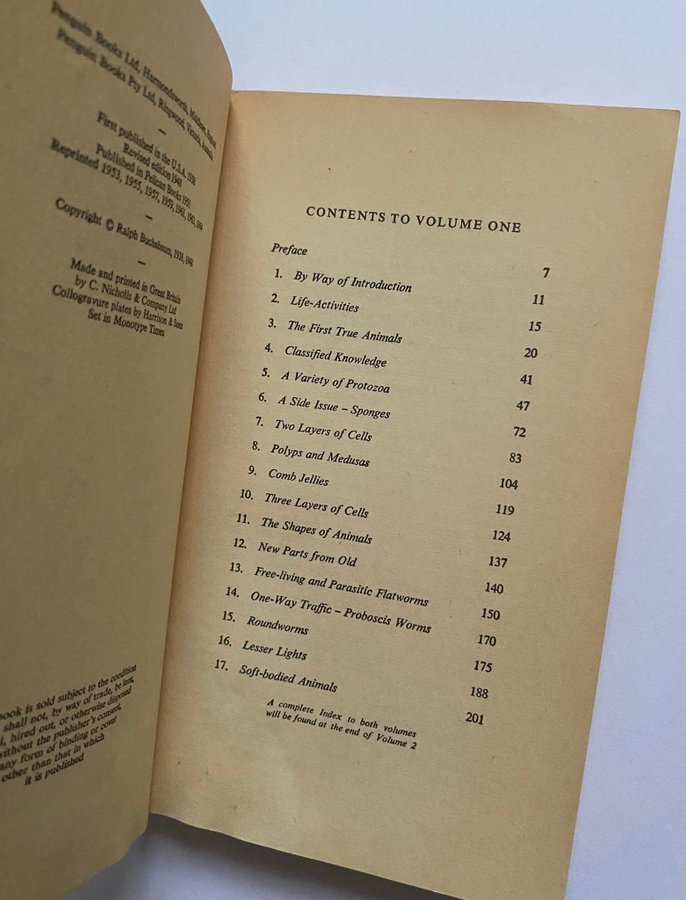 Penguin Books Ltd, Harmondsworth, Middlesex, England
Penguin Books Pty Ltd, Ringwood, Victoria, Australia
—
First published in the U.S.A. 1938
Revised edition 1948
Published in Pelican Books 1951
Reprinted 1953, 1955, 1957, 1959, 1961, 1963,
—
Copyright © Ralph Buchsbaum, 1938, 1948
—
Made and printed in Great Britain
by C. Nicholls & Company Ltd
Collogravure plates by Harrison & Sons
Set in Monotype Times
book is sold subject to the condition
shall not, by way of trade, be lent,
hired out, or otherwise disposed
without the publisher's consent,
any form of binding or cover
other than that in which
it is published
CONTENTS TO VOLUME ONE
Preface 7
1. By Way of Introduction 11
2. Life-Activities 15
3. The First True Animals 20
4. Classified Knowledge 41
5. A Variety of Protozoa 47
6. A Side Issue – Sponges 72
7. Two Layers of Cells 83
8. Polyps and Medusas 104
9. Comb Jellies 119
10. Three Layers of Cells 124
11. The Shapes of Animals 137
12. New Parts from Old 140
13. Free-living and Parasitic Flatworms 150
14. One-Way Traffic – Proboscis Worms 170
15. Roundworms 175
16. Lesser Lights 188
17. Soft-bodied Animals 201
A complete Index to both volumes
will be found at the end of Volume 2